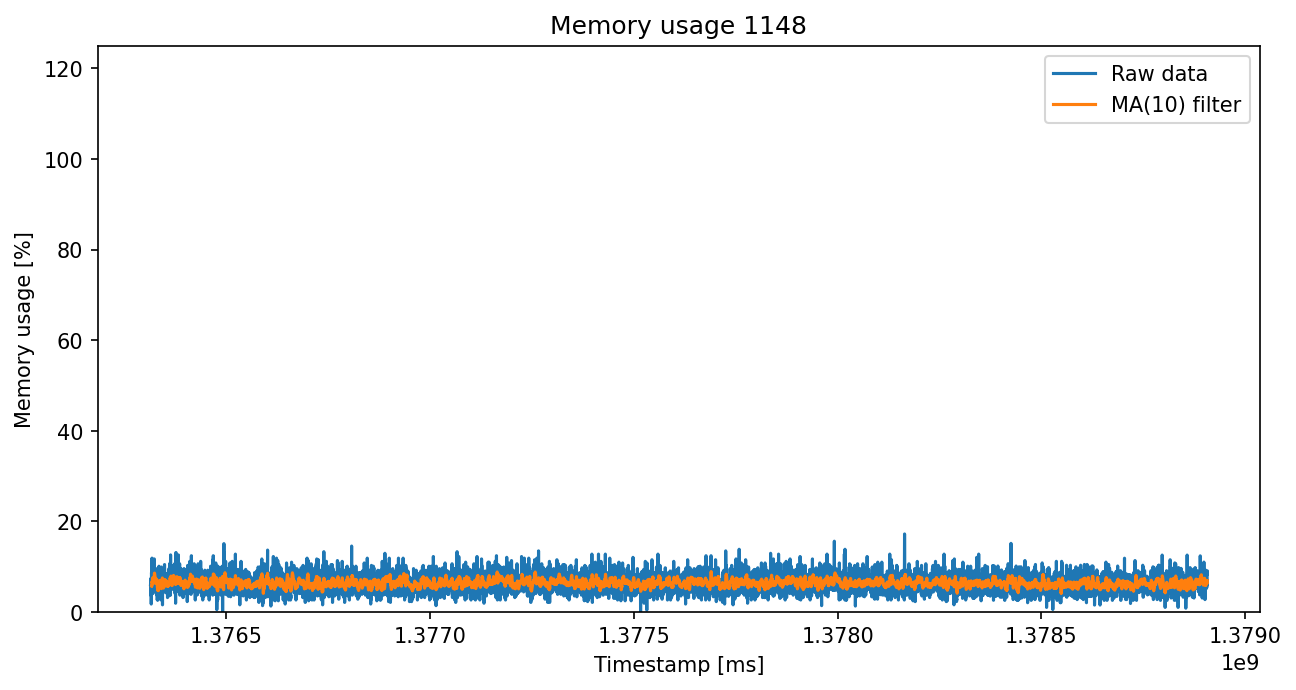 Memory usage 1148
Raw data
MA(10) filter
Memory usage [%]
120
100
80
60
40
20
0
1.3765 1.3770 1.3775 1.3780 1.3785 1.3790
1e9
Timestamp [ms]